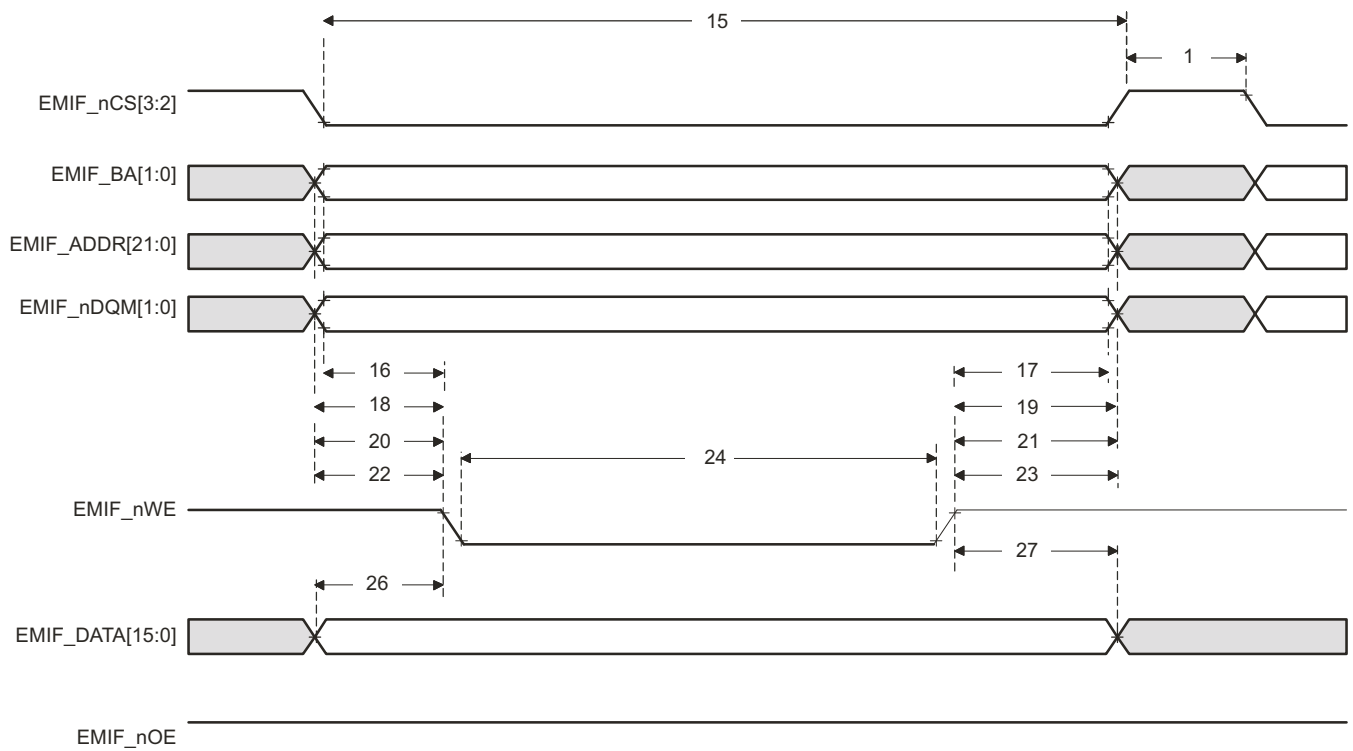 15
1
EMIF_nCS[3:2]
EMIF_BA[1:0]
EMIF_ADDR[21:0]
EMIF_nDQM[1:0]
16
17
18
19
20
21
22
23
24
EMIF_nWE
27
26
EMIF_DATA[15:0]
EMIF_nOE